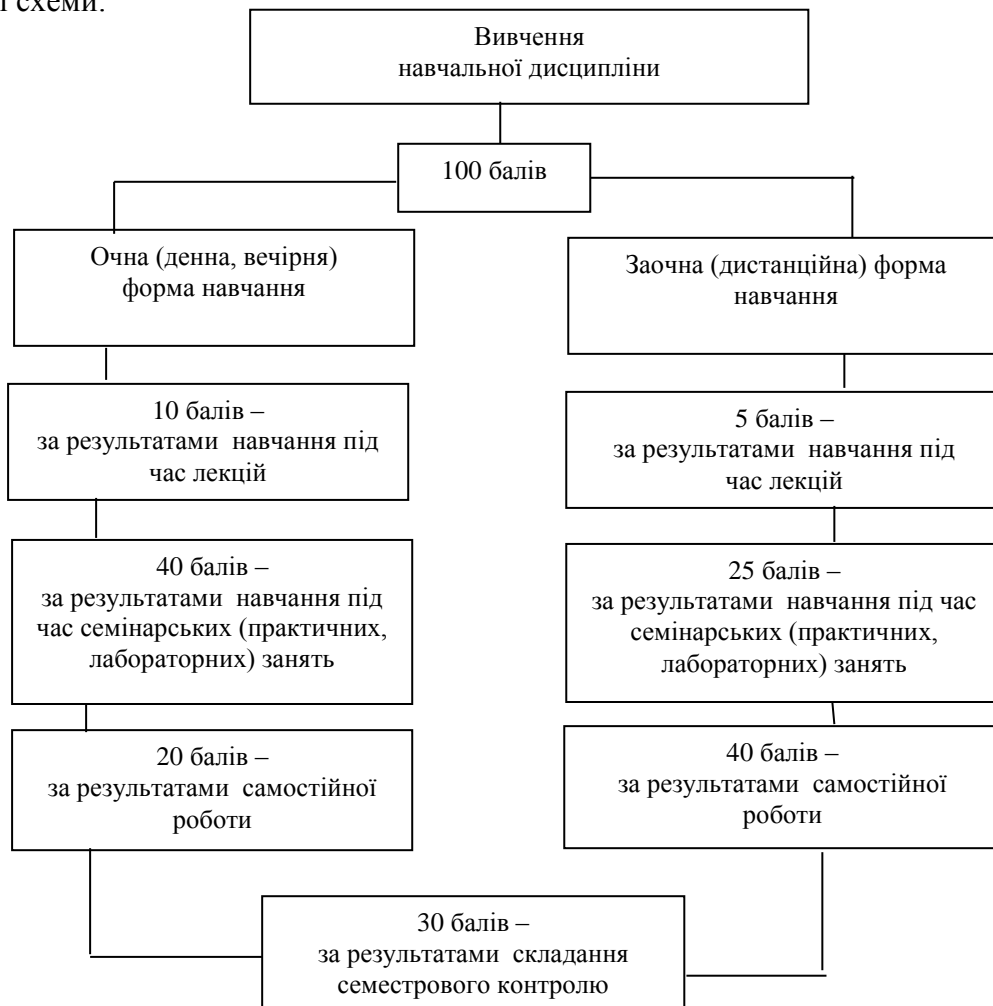 і схеми.
Вивчення
навчальної дисципліни
100 балів
Очна (денна, вечірня)
форма навчання
Заочна (дистанційна) форма
навчання
10 балів –
за результатами навчання під
час лекцій
5 балів –
за результатами навчання під
час лекцій
40 балів –
за результатами навчання під
час семінарських (практичних,
лабораторних) занять
25 балів –
за результатами навчання під час
семінарських (практичних,
лабораторних) занять
20 балів –
за результатами самостійної
роботи
40 балів –
за результатами самостійної
роботи
30 балів –
за результатами складання
семестрового контролю